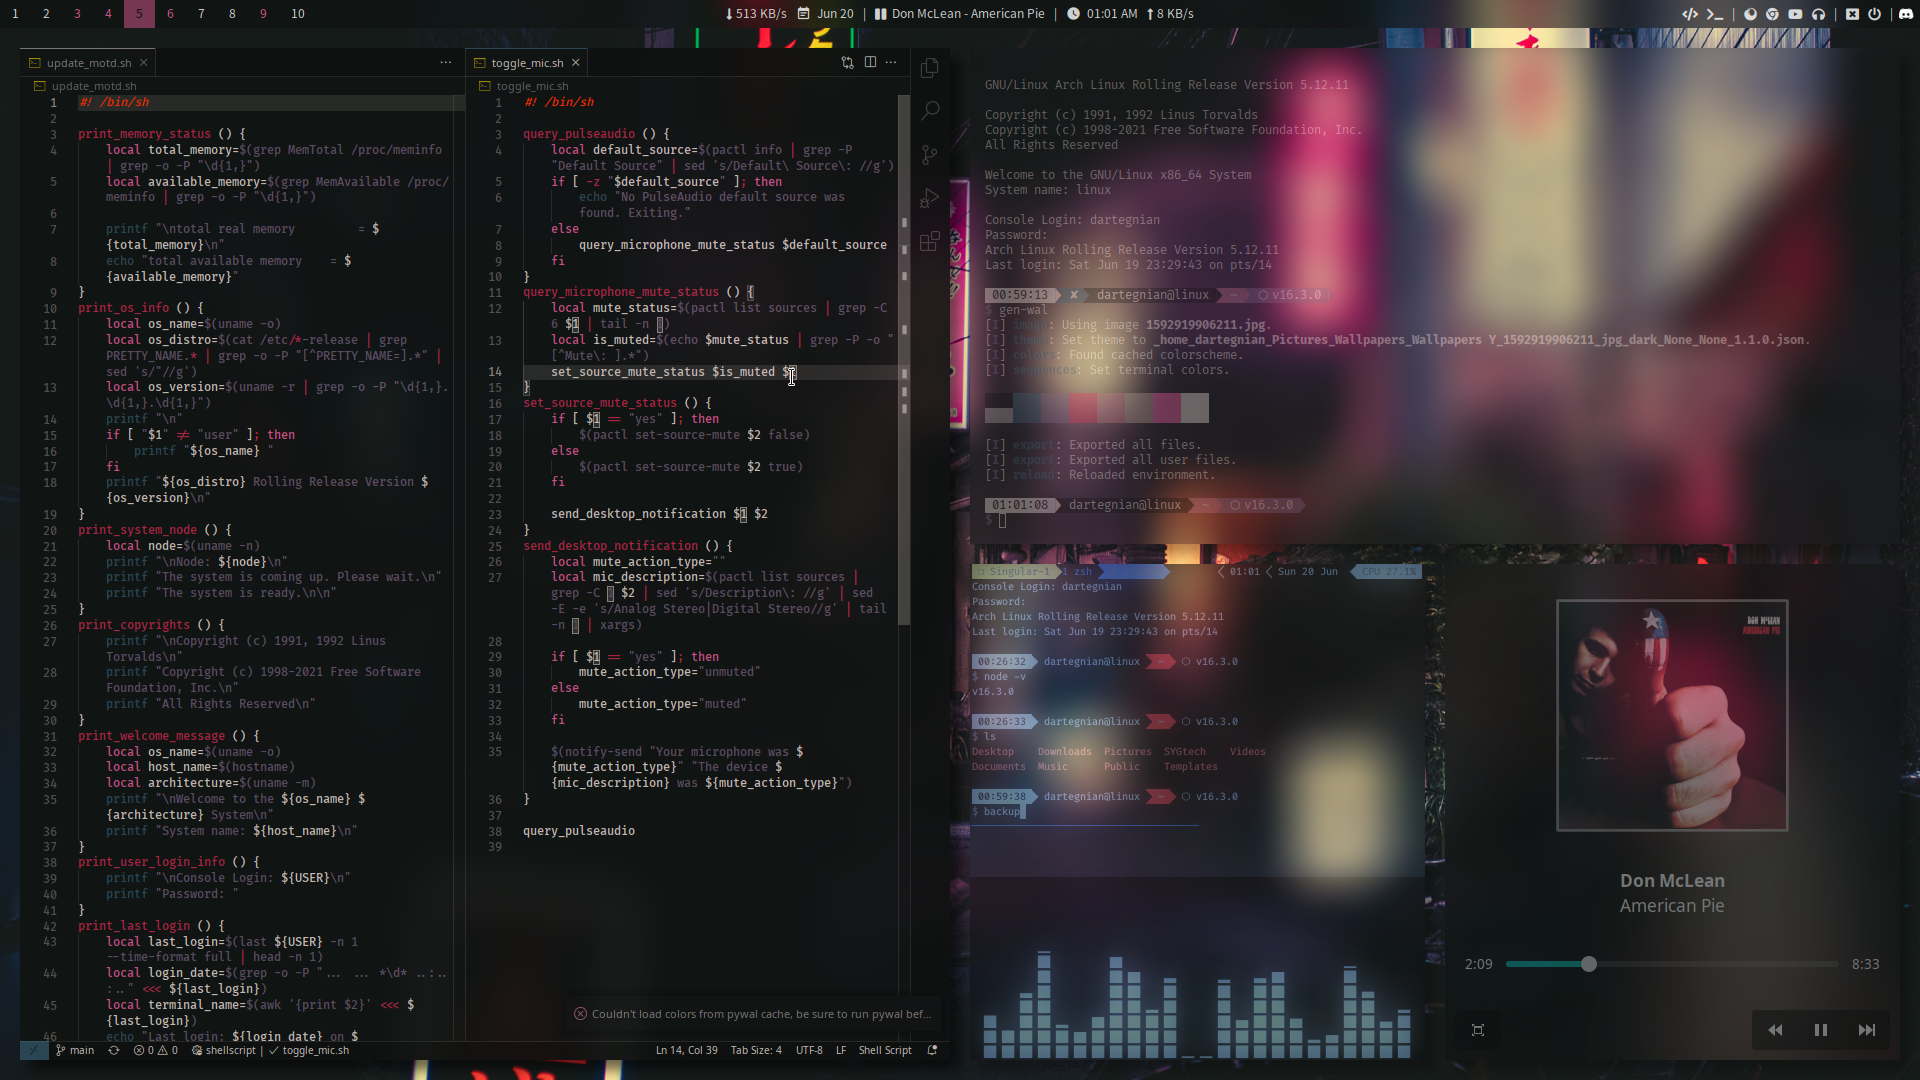 1 2 3 4 5 6 7 8 9 10
513 KB/s Jun 20 | Don McLean - American Pie | 01:01 AM 8 KB/s
update_motd.sh
update_motd.sh
1 #! /bin/sh
2
3 print_memory_status () {
4 local total_memory=$(grep MemTotal /proc/meminfo
| grep -o -P "\d{1,}")
5 local available_memory=$(grep MemAvailable /proc/
meminfo | grep -o -P "\d{1,}")
6
7 printf "\ntotal real memory = $
{total_memory}\n"
8 echo "total available memory = $
{available_memory}"
9 }
10 print_os_info () {
11 local os_name=$(uname -o)
12 local os_distro=$(cat /etc/*-release | grep
PRETTY_NAME.* | grep -o -P "[^PRETTY_NAME=].*" |
sed 's/"//g')
13 local os_version=$(uname -r | grep -o -P "\d{1,}.
\d{1,}.\d{1,}")
14 printf "\n"
15 if [ "$1" != "user" ]; then
16 printf "${os_name} "
17 fi
18 printf "${os_distro} Rolling Release Version $
{os_version}\n"
19 }
20 print_system_node () {
21 local node=$(uname -n)
22 printf "\nNode: ${node}\n"
23 printf "The system is coming up. Please wait.\n"
24 printf "The system is ready.\n\n"
25 }
26 print_copyrights () {
27 printf "\nCopyright (c) 1991, 1992 Linus
Torvalds\n"
28 printf "Copyright (c) 1998-2021 Free Software
Foundation, Inc.\n"
29 printf "All Rights Reserved\n"
30 }
31 print_welcome_message () {
32 local os_name=$(uname -o)
33 local host_name=$(hostname)
34 local architecture=$(uname -m)
35 printf "\nWelcome to the ${os_name} $
{architecture} System\n"
36 printf "System name: ${host_name}\n"
37 }
38 print_user_login_info () {
39 printf "\nConsole Login: ${USER}\n"
40 printf "Password: "
41 }
42 print_last_login () {
43 local last_login=$(last ${USER} -n 1
--time-format full | head -n 1)
44 local login_date=$(grep -o -P "... ... *\d* ..:..
:.." <<< ${last_login})
45 local terminal_name=$(awk '{print $2}' <<< $
{last_login})
46 echo "Last login: ${login_date} on $
toggle_mic.sh
toggle_mic.sh
1 #! /bin/sh
2
3 query_pulseaudio () {
4 local default_source=$(pactl info | grep -P
"Default Source" | sed 's/Default\ Source\: //g')
5 if [ -z "$default_source" ]; then
6 echo "No PulseAudio default source was
found. Exiting."
7 else
8 query_microphone_mute_status $default_source
9 fi
10 }
11 query_microphone_mute_status () {
12 local mute_status=$(pactl list sources | grep -C
6 $1 | tail -n 1)
13 local is_muted=$(echo $mute_status | grep -P -o "
[^Mute\: ].*")
14 set_source_mute_status $is_muted $
15 }
16 set_source_mute_status () {
17 if [ $1 == "yes" ]; then
18 $(pactl set-source-mute $2 false)
19 else
20 $(pactl set-source-mute $2 true)
21 fi
22
23 send_desktop_notification $1 $2
24 }
25 send_desktop_notification () {
26 local mute_action_type=""
27 local mic_description=$(pactl list sources |
grep -C 1 $2 | sed 's/Description\: //g' | sed
-E -e 's/Analog Stereo|Digital Stereo//g' | tail
-n 1 | xargs)
28
29 if [ $1 == "yes" ]; then
30 mute_action_type="unmuted"
31 else
32 mute_action_type="muted"
33 fi
34
35 $(notify-send "Your microphone was $
{mute_action_type}" "The device $
{mic_description} was ${mute_action_type}")
36 }
37
38 query_pulseaudio
39
Couldn't load colors from pywal cache, be sure to run pywal bef...
main 0 0 shellscript | toggle_mic.sh Ln 14, Col 39 Tab Size: 4 UTF-8 LF Shell Script
GNU/Linux Arch Linux Rolling Release Version 5.12.11
Copyright (c) 1991, 1992 Linus Torvalds
Copyright (c) 1998-2021 Free Software Foundation, Inc.
All Rights Reserved
Welcome to the GNU/Linux x86_64 System
System name: linux
Console Login: dartegnian
Password:
Arch Linux Rolling Release Version 5.12.11
Last login: Sat Jun 19 23:29:43 on pts/14
00:59:13 ✘ dartegnian@linux ~ v16.3.0
$ gen-wal
[I] image: Using image 1592919906211.jpg.
[I] theme: Set theme to _home_dartegnian_Pictures_Wallpapers_Wallpapers Y_1592919906211_jpg_dark_None_None_1.1.0.json.
[I] colors: Found cached colorscheme.
[I] sequences: Set terminal colors.
[I] export: Exported all files.
[I] export: Exported all user files.
[I] reload: Reloaded environment.
01:01:08 dartegnian@linux ~ v16.3.0
$
Singular-1 1 zsh 01:01 Sun 20 Jun CPU 27.1%
Console Login: dartegnian
Password:
Arch Linux Rolling Release Version 5.12.11
Last login: Sat Jun 19 23:29:43 on pts/14
00:26:32 dartegnian@linux ~ v16.3.0
$ node -v
v16.3.0
00:26:33 dartegnian@linux ~ v16.3.0
$ ls
Desktop Downloads Pictures SYGtech Videos
Documents Music Public Templates
00:59:38 dartegnian@linux ~ v16.3.0
$ backup
DON McLEAN
AMERICAN PIE
Don McLean
American Pie
2:09 8:33